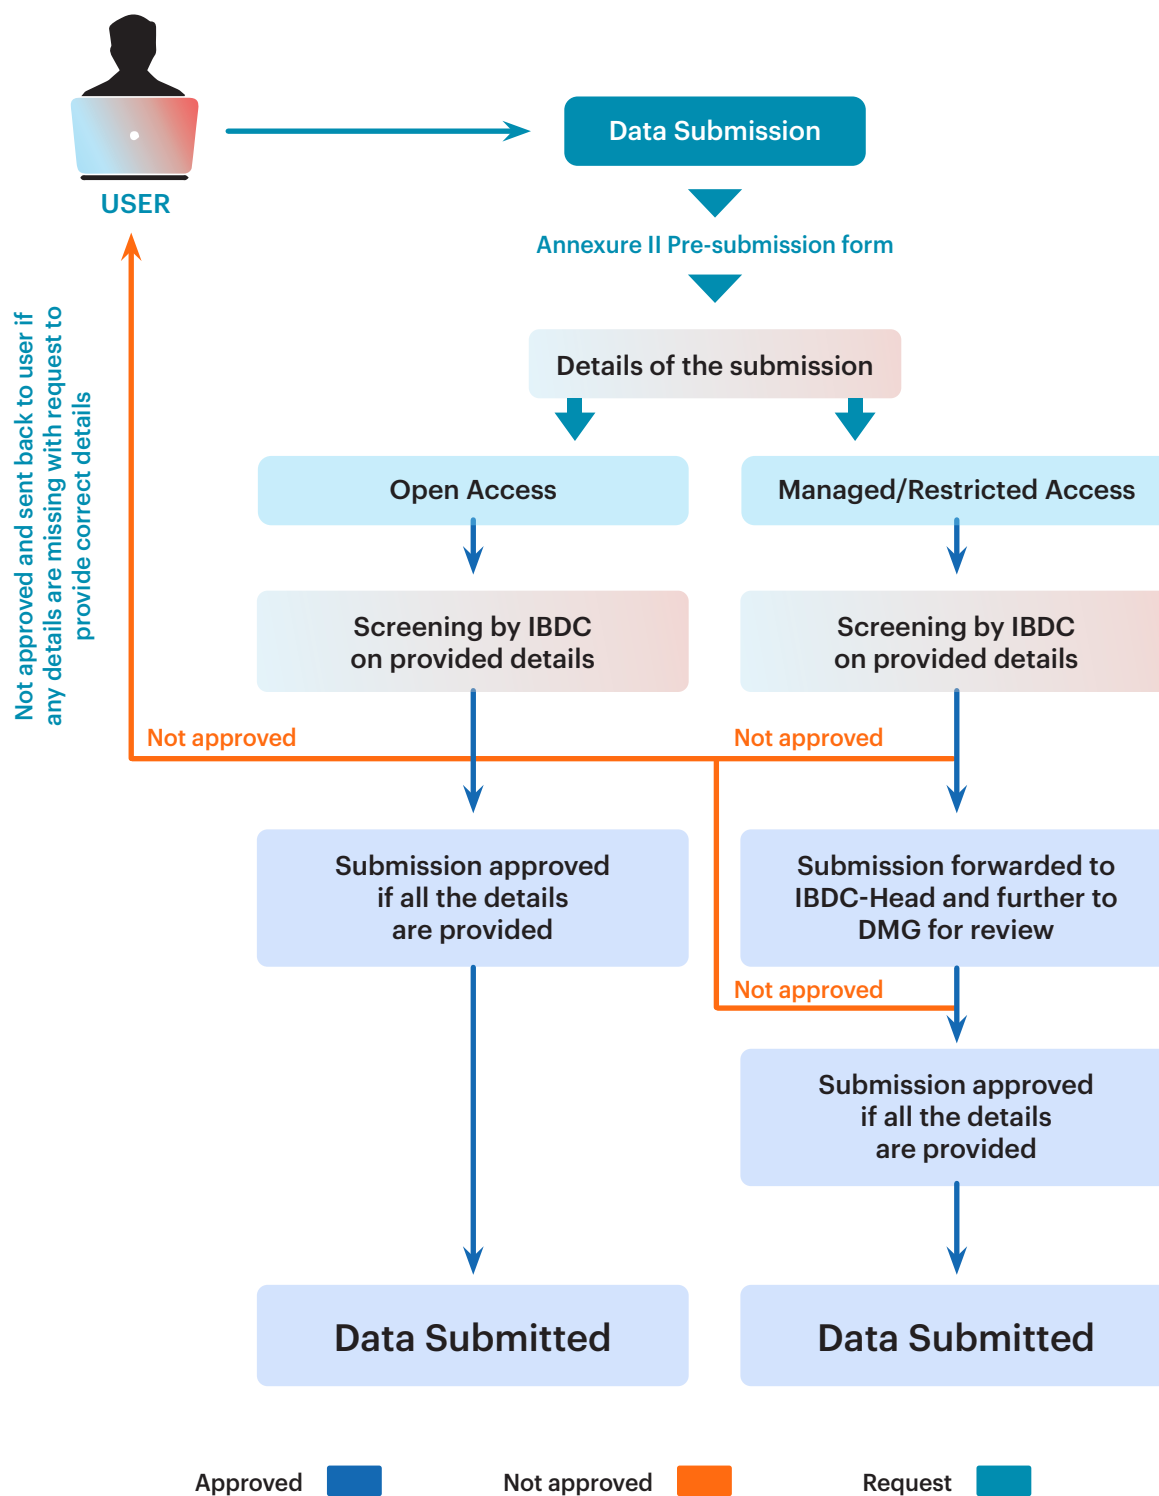 Data Submission
USER
Annexure II Pre-submission form
Not approved and sent back to user if
any details are missing with request to
provide correct details
Details of the submission
Open Access
Managed/Restricted Access
Screening by IBDC
on provided details
Screening by IBDC
on provided details
Not approved
Not approved
Submission approved
if all the details
are provided
Submission forwarded to
IBDC-Head and further to
DMG for review
Not approved
Submission approved
if all the details
are provided
Data Submitted
Data Submitted
Approved
Not approved
Request